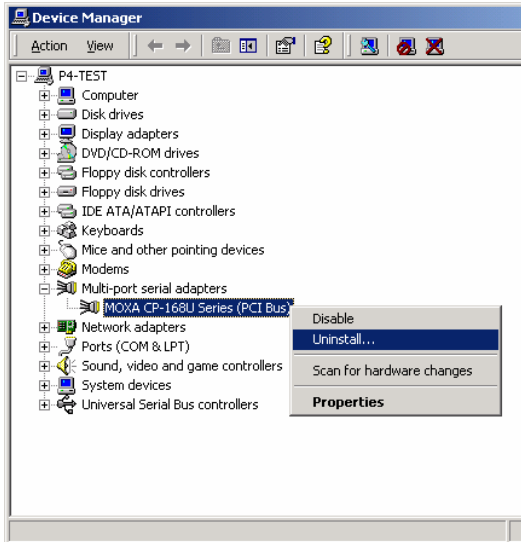 Device Manager
Action View
P4-TEST
Computer
Disk drives
Display adapters
DVD/CD-ROM drives
Floppy disk controllers
Floppy disk drives
IDE ATA/ATAPI controllers
Keyboards
Mice and other pointing devices
Modems
Multi-port serial adapters
MOXA CP-168U Series (PCI Bus)
Network adapters
Ports (COM & LPT)
Sound, video and game controllers
System devices
Universal Serial Bus controllers
Disable
Uninstall...
Scan for hardware changes
Properties